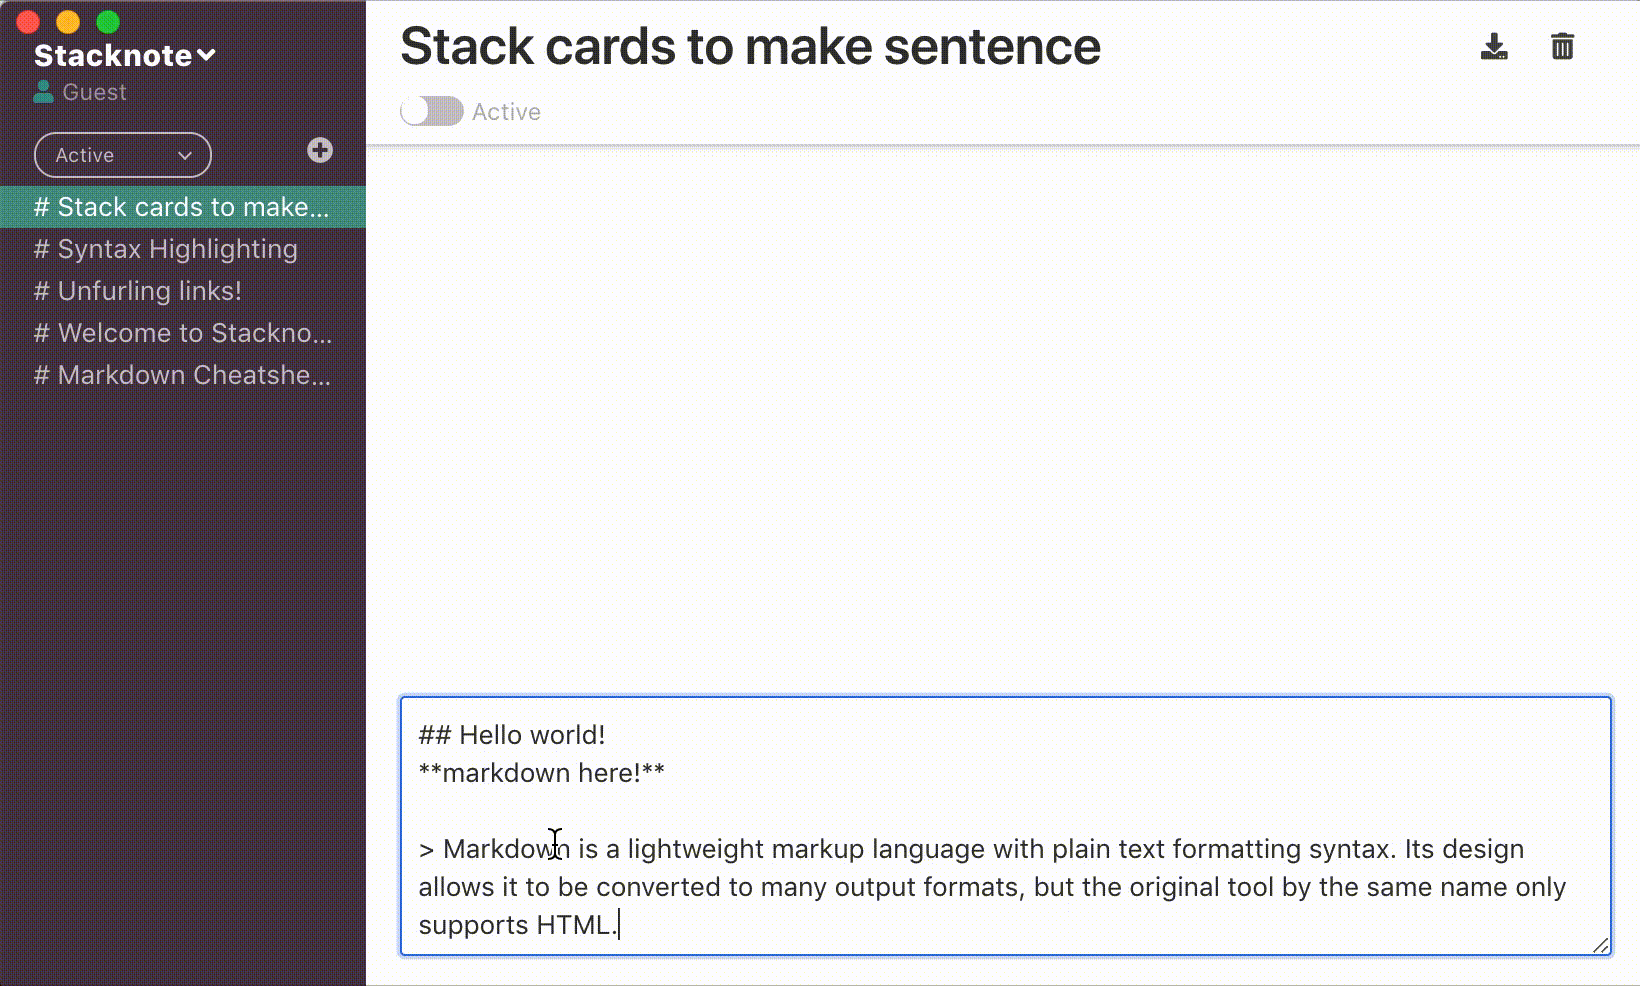 Stacknote
Guest
Active
# Stack cards to make...
# Syntax Highlighting
# Unfurling links!
# Welcome to Stackno...
# Markdown Cheatshe...
Stack cards to make sentence
Active
## Hello world!
**markdown here!**
> Markdown is a lightweight markup language with plain text formatting syntax. Its design
allows it to be converted to many output formats, but the original tool by the same name only
supports HTML.